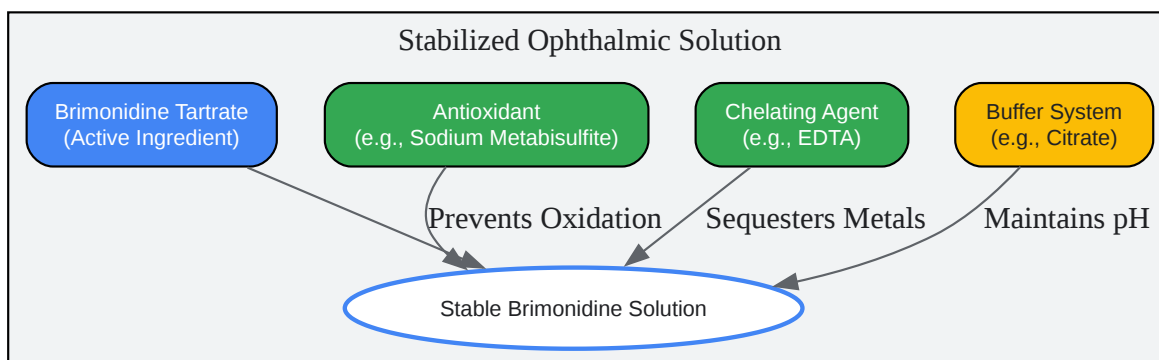 Stabilized Ophthalmic Solution
Brimonidine Tartrate
(Active Ingredient)
Antioxidant
(e.g., Sodium Metabisulfite)
Chelating Agent
(e.g., EDTA)
Buffer System
(e.g., Citrate)
Prevents Oxidation
Sequesters Metals
Maintains pH
Stable Brimonidine Solution